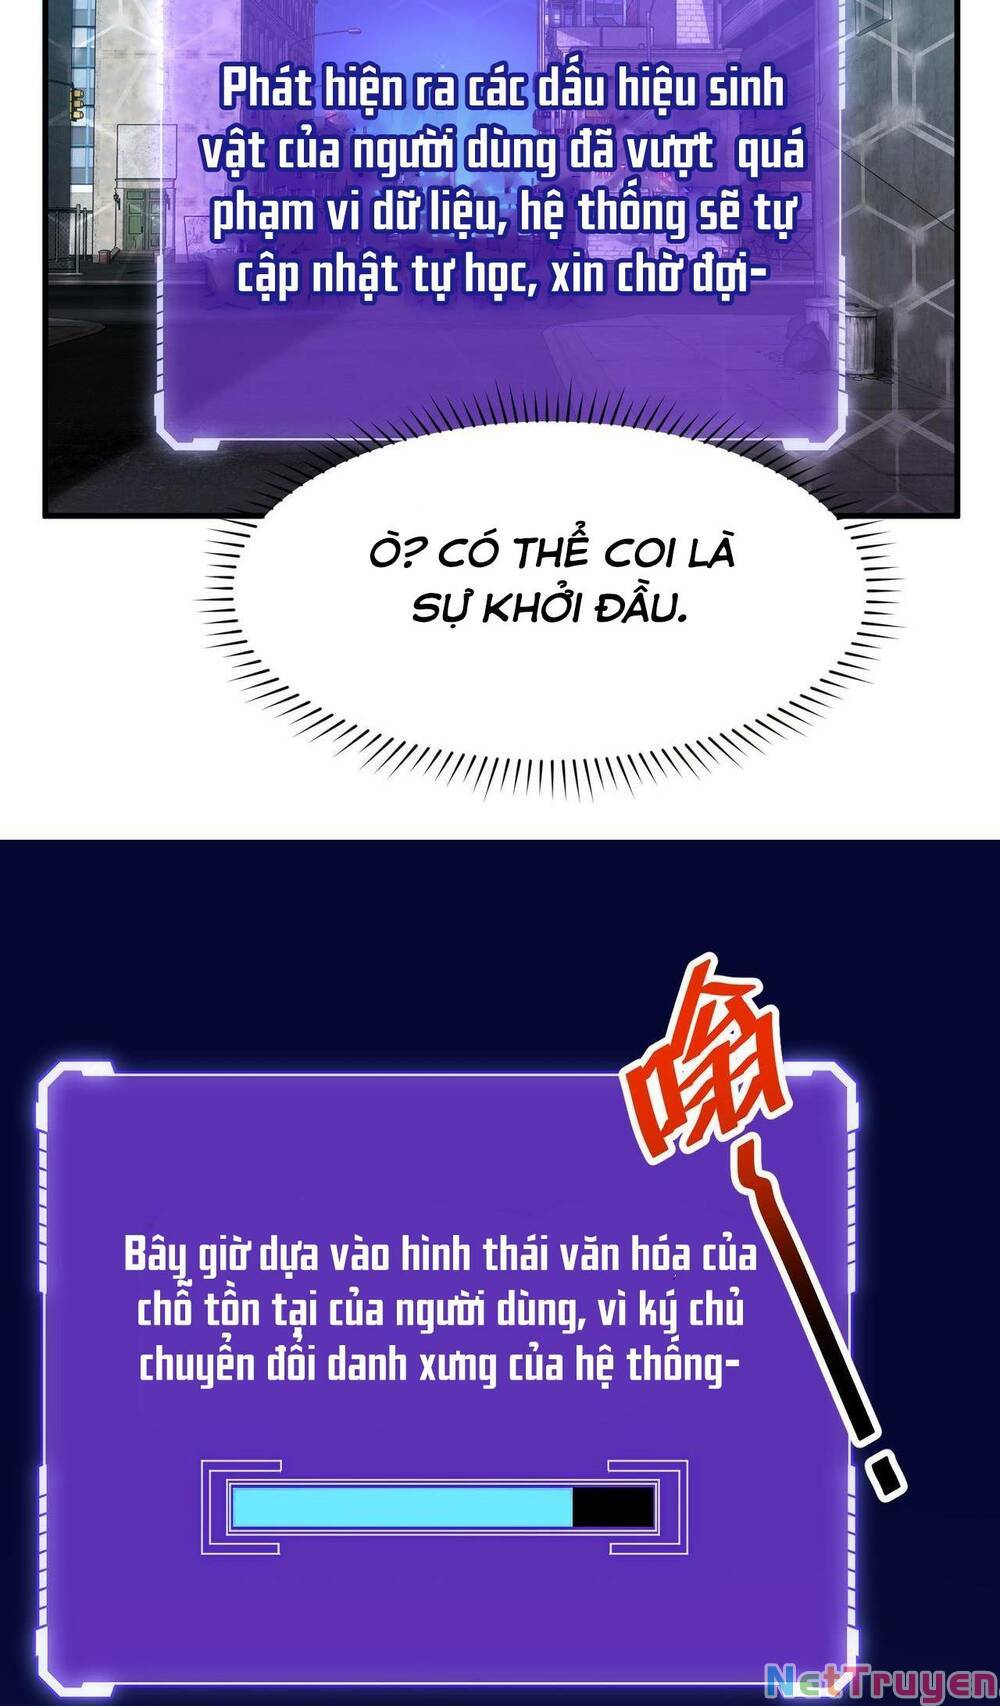 Phát hiện ra các dấu hiệu sinh
vật của người dùng đã vượt quá
phạm vi dữ liệu, hệ thống sẽ tự
cập nhật tự học, xin chờ đợi-
Ò? CÓ THỂ COI LÀ
SỰ KHỞI ĐẦU.
Bây giờ dựa vào hình thái văn hóa của
chỗ tồn tại của người dùng, vì ký chủ
chuyển đổi danh xưng của hệ thống-
NetTruyen